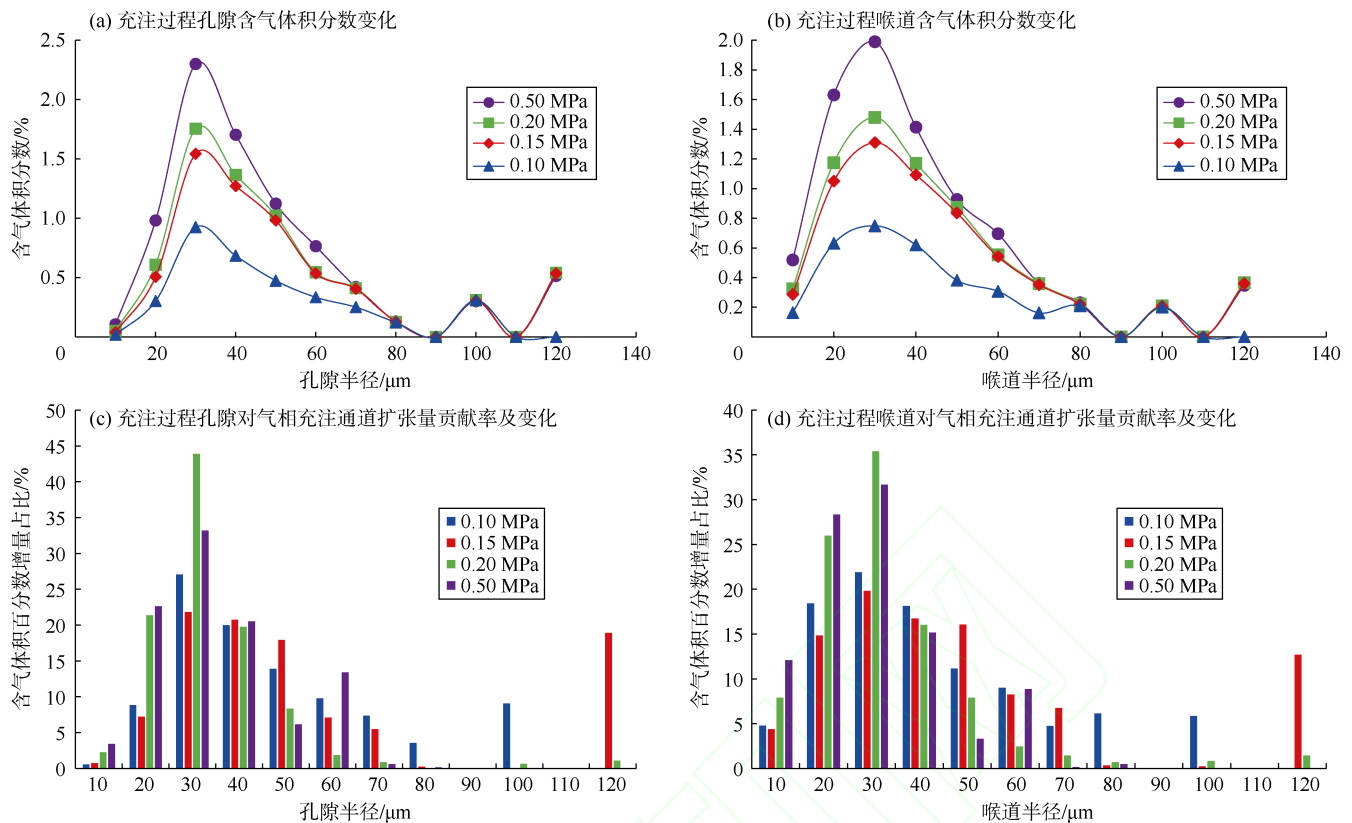 (a) 充注过程孔隙含气体积分数变化
含气体积分数/%
2.5
2.0
1.5
1.0
0.5
0
20
40
60
80
100
120
140
孔隙半径/μm
0.50 MPa
0.20 MPa
0.15 MPa
0.10 MPa
(b) 充注过程喉道含气体积分数变化
含气体积分数/%
2.0
1.8
1.6
1.4
1.2
1.0
0.8
0.6
0.4
0.2
0
20
40
60
80
100
120
140
喉道半径/μm
0.50 MPa
0.20 MPa
0.15 MPa
0.10 MPa
(c) 充注过程孔隙对气相充注通道扩张量贡献率及变化
含气体积百分数增量占比/%
50
45
40
35
30
25
20
15
10
5
0
10
20
30
40
50
60
70
80
90
100
110
120
孔隙半径/μm
0.10 MPa
0.15 MPa
0.20 MPa
0.50 MPa
(d) 充注过程喉道对气相充注通道扩张量贡献率及变化
含气体积百分数增量占比/%
40
35
30
25
20
15
10
5
0
10
20
30
40
50
60
70
80
90
100
110
120
喉道半径/μm
0.10 MPa
0.15 MPa
0.20 MPa
0.50 MPa